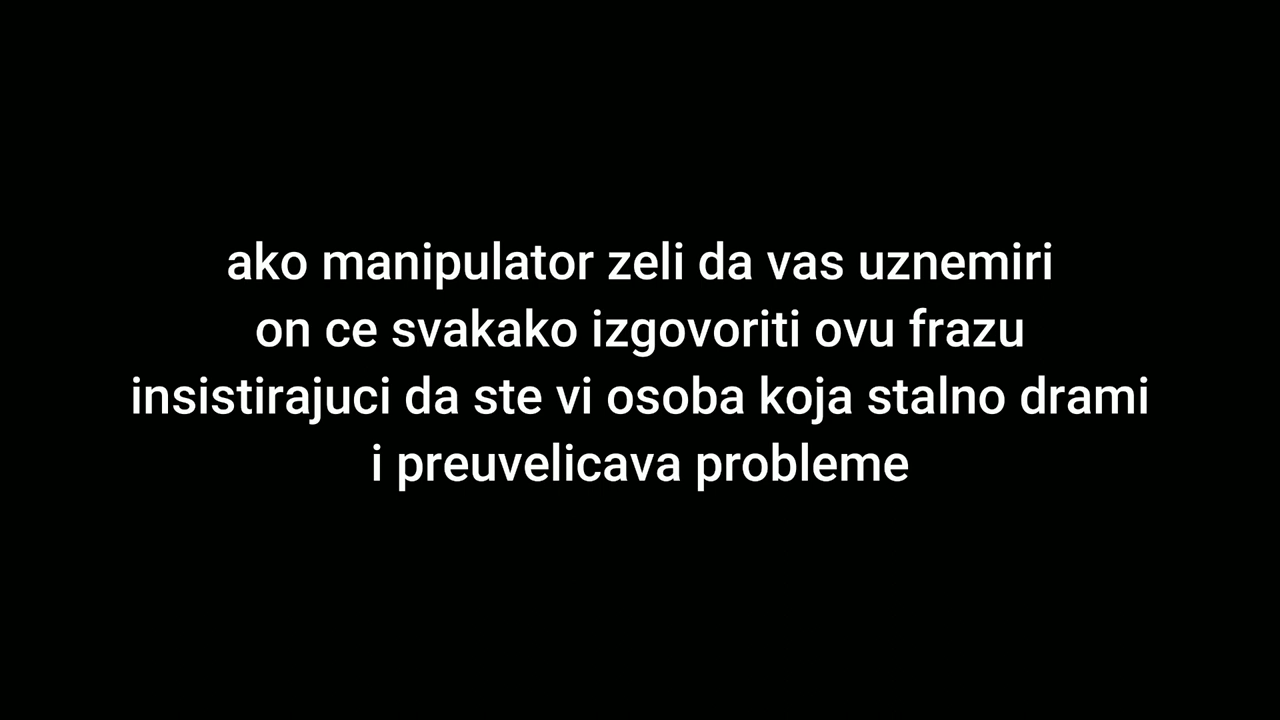 ako manipulator zeli da vas uznemiri
on ce svakako izgovoriti ovu frazu
insistirajuci da ste vi osoba koja stalno drami
i preuvelicava probleme